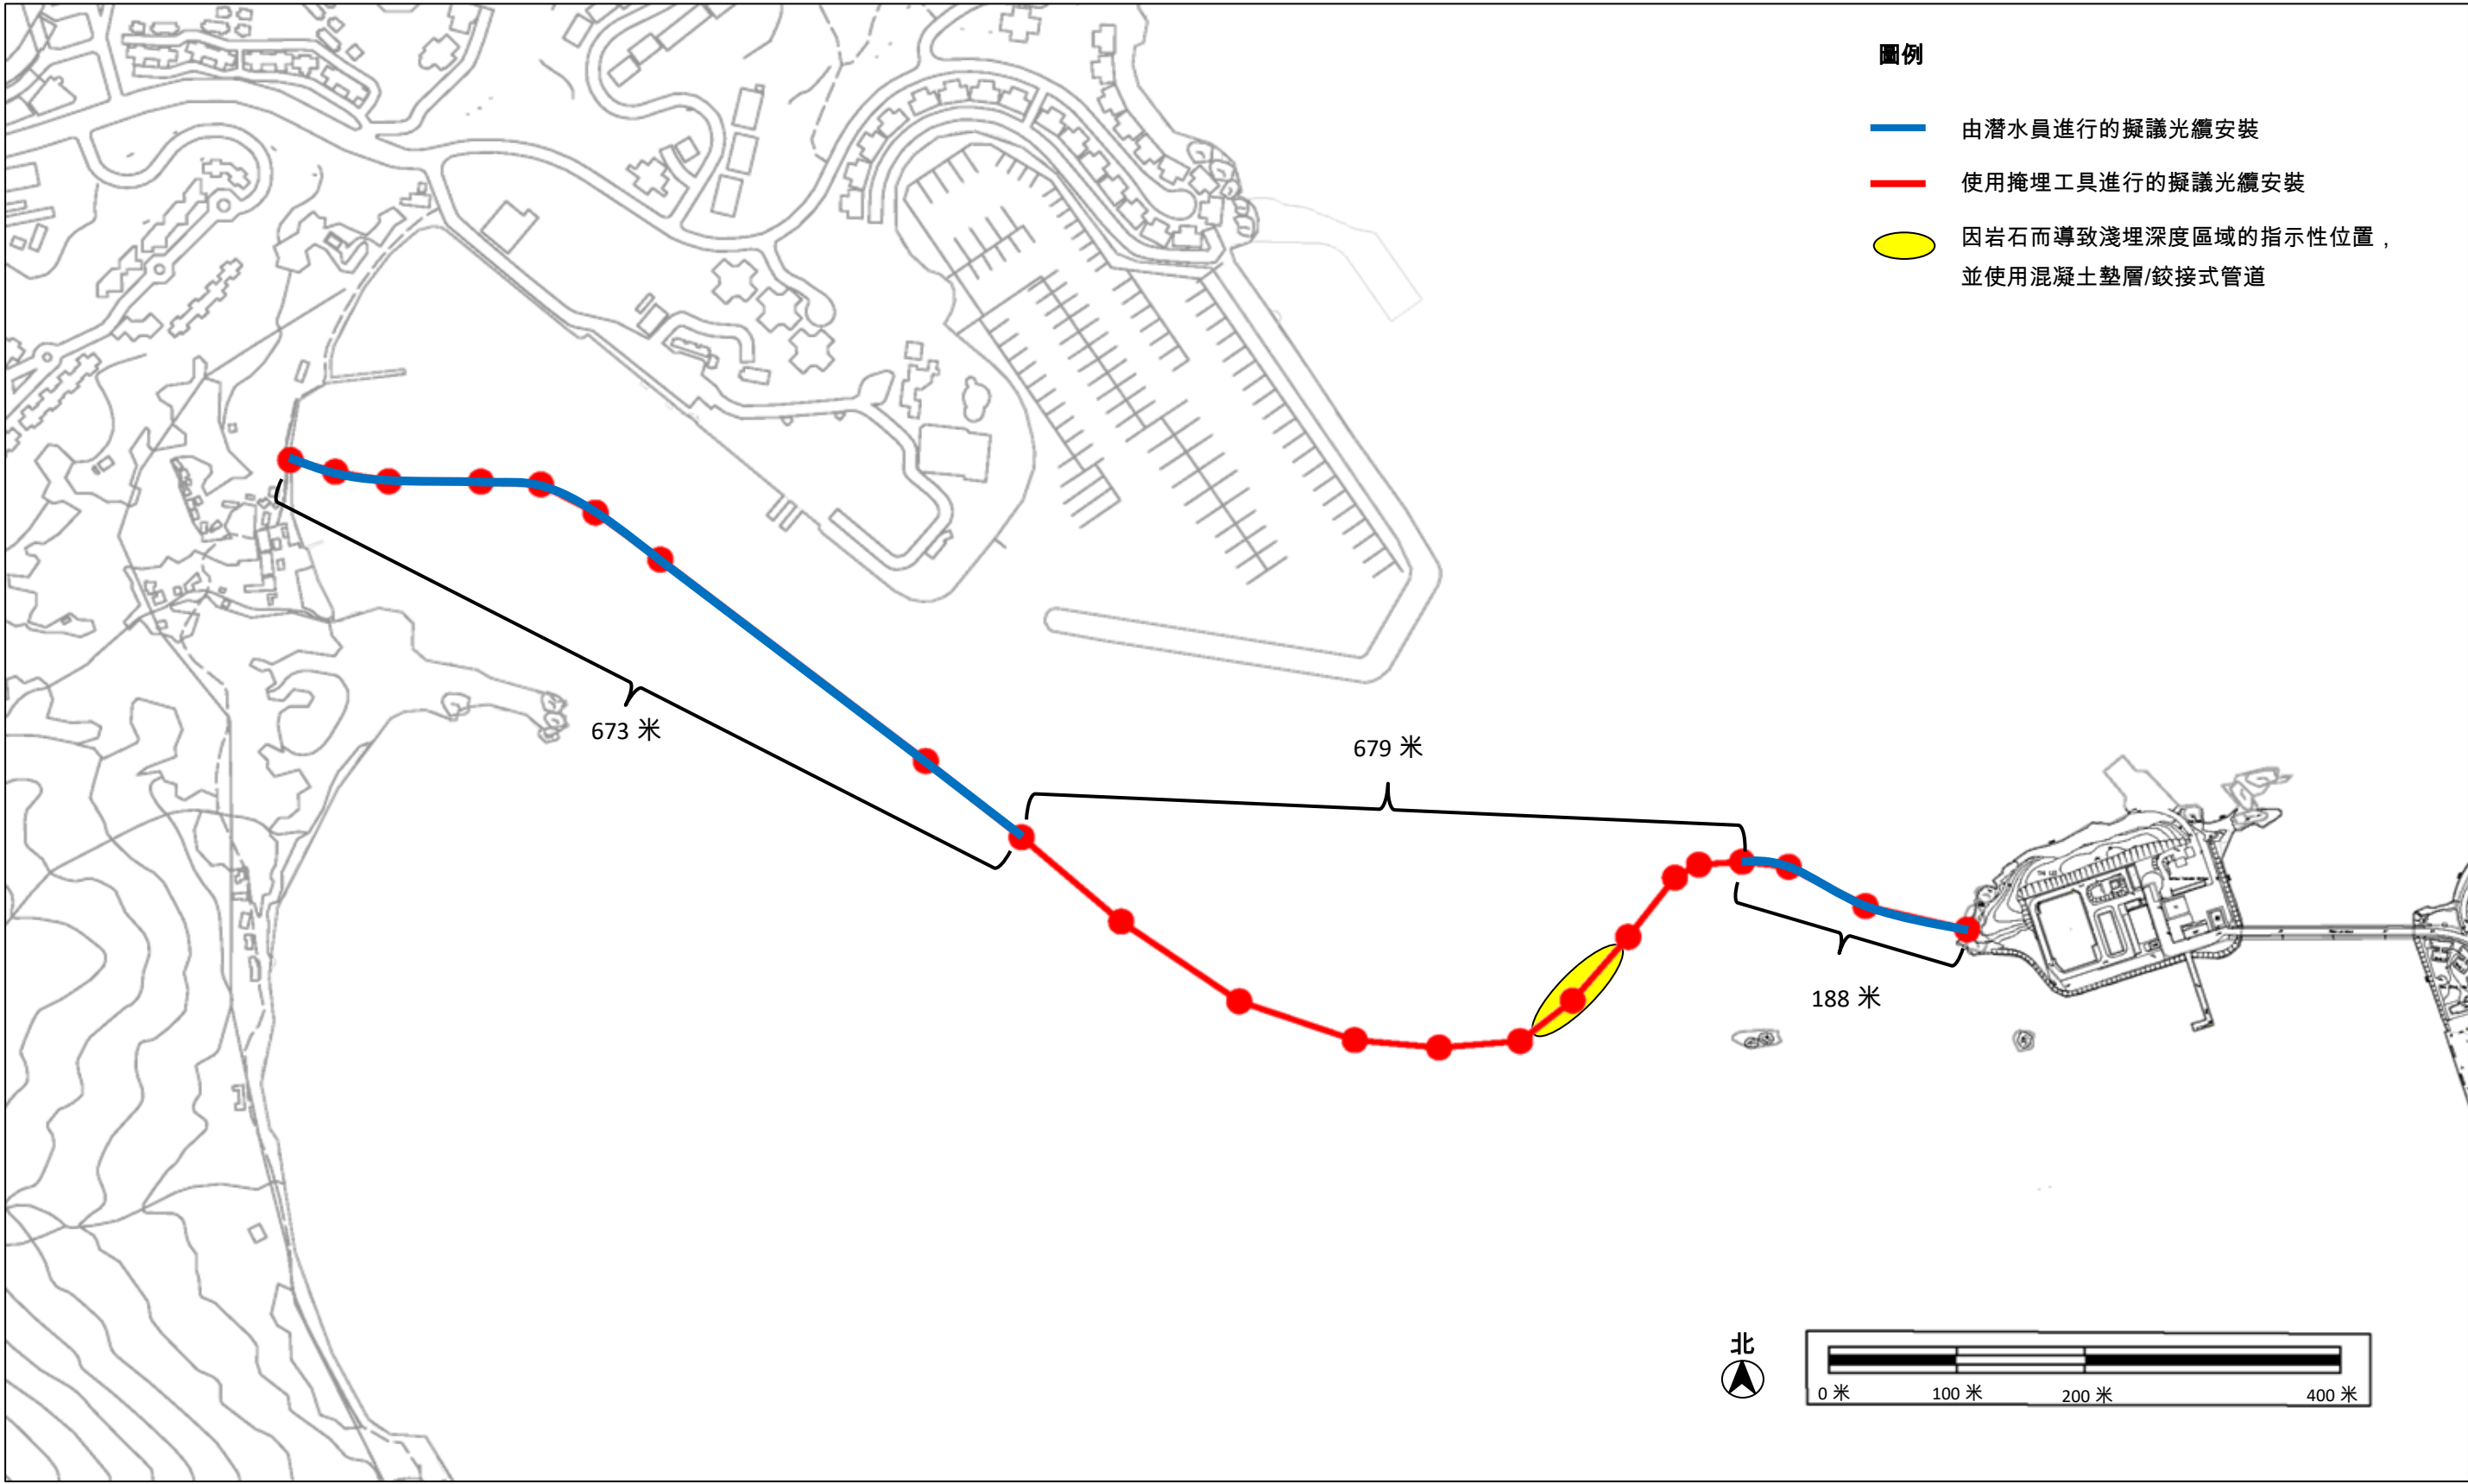 圖例
由潛水員進行的擬議光纜安裝
使用掩埋工具進行的擬議光纜安裝
因岩石而導致淺埋深度區域的指示性位置，
並使用混凝土墊層/鉸接式管道
673 米
679 米
188 米
北
0 米 100 米 200 米 400 米